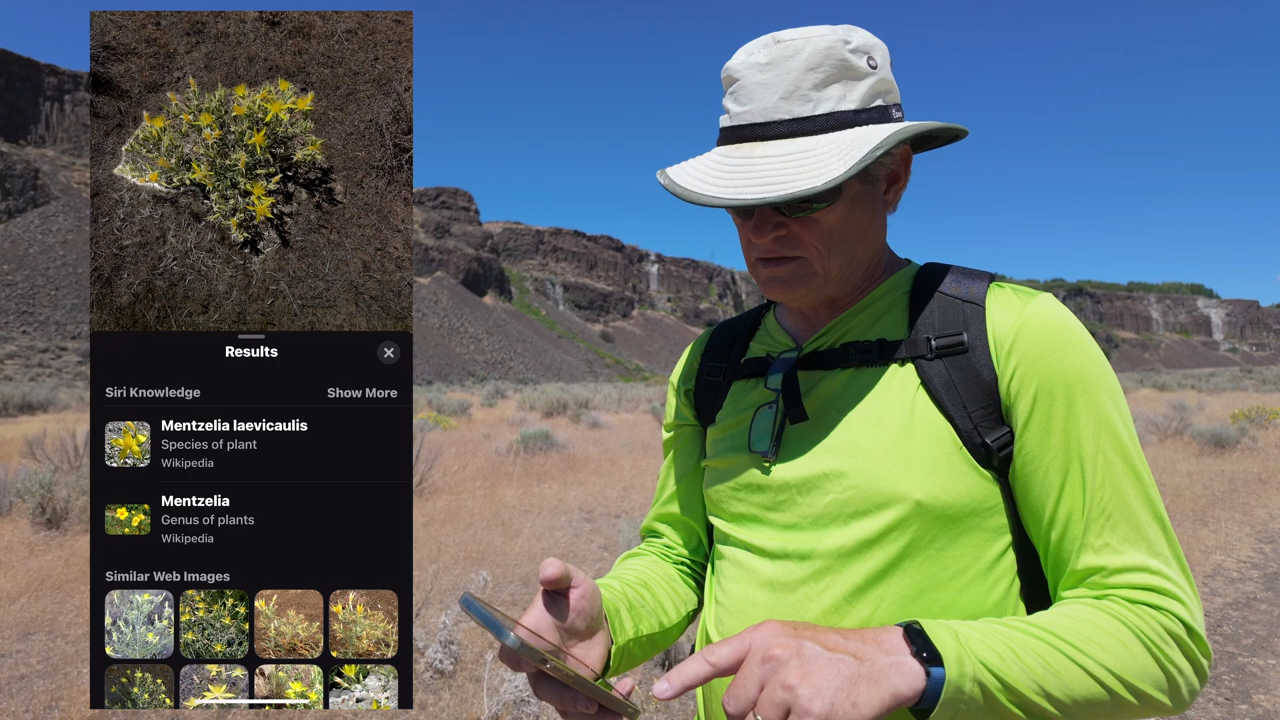 Results
Siri Knowledge
Show More
Mentzelia laevicaulis
Species of plant
Wikipedia
Mentzelia
Genus of plants
Wikipedia
Similar Web Images